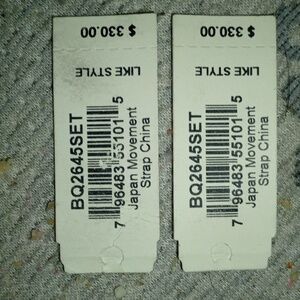 $ 330.00
LIKE STYLE
BQ2645SET
7 96483 55101 5
Japan Movement
Strap China
$ 330.00
LIKE STYLE
BQ2645SET
7 96483 55101 5
Japan Movement
Strap China